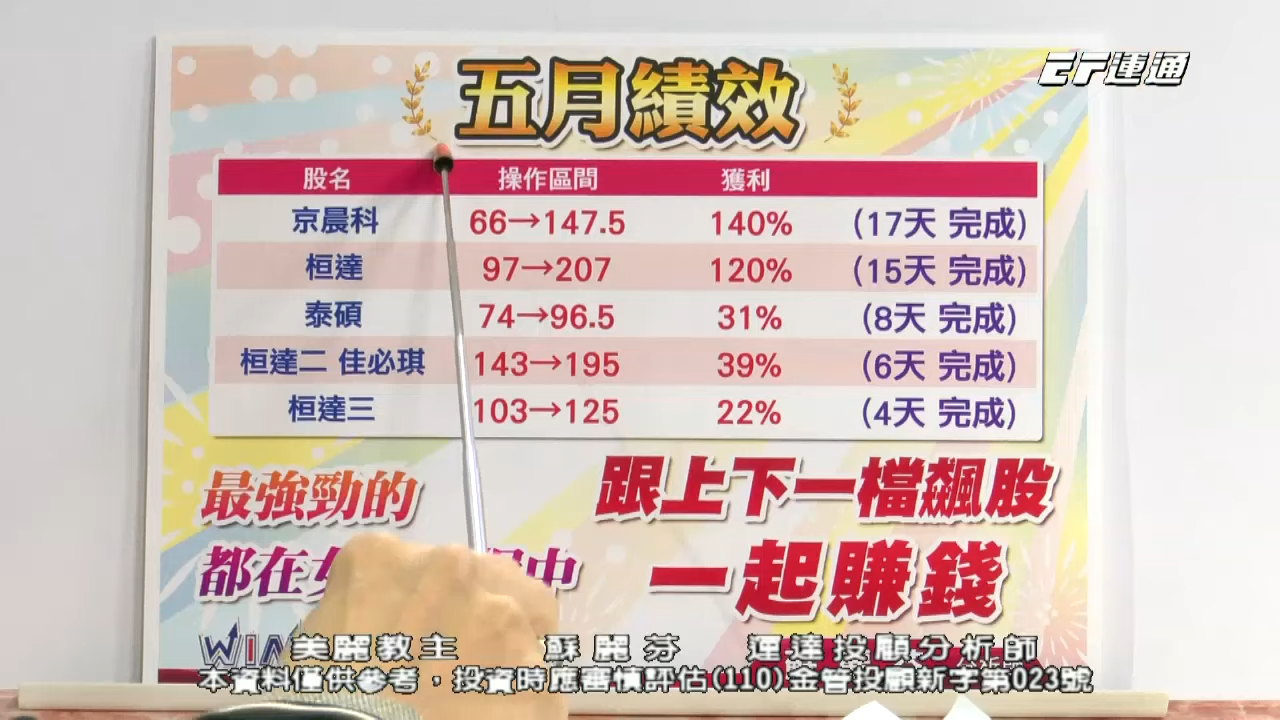 ET運通
五月績效
股名 操作區間 獲利
京晨科 66→147.5 140% (17天 完成)
桓達 97→207 120% (15天 完成)
泰碩 74→96.5 31% (8天 完成)
桓達二 佳必琪 143→195 39% (6天 完成)
桓達三 103→125 22% (4天 完成)
最強勁的
都在女 中
跟上下一檔飆股
一起賺錢
美麗教主 蘇麗芬 運達投顧分析師
本資料僅供參考，投資時應審慎評估(110)金管投顧新字第023號